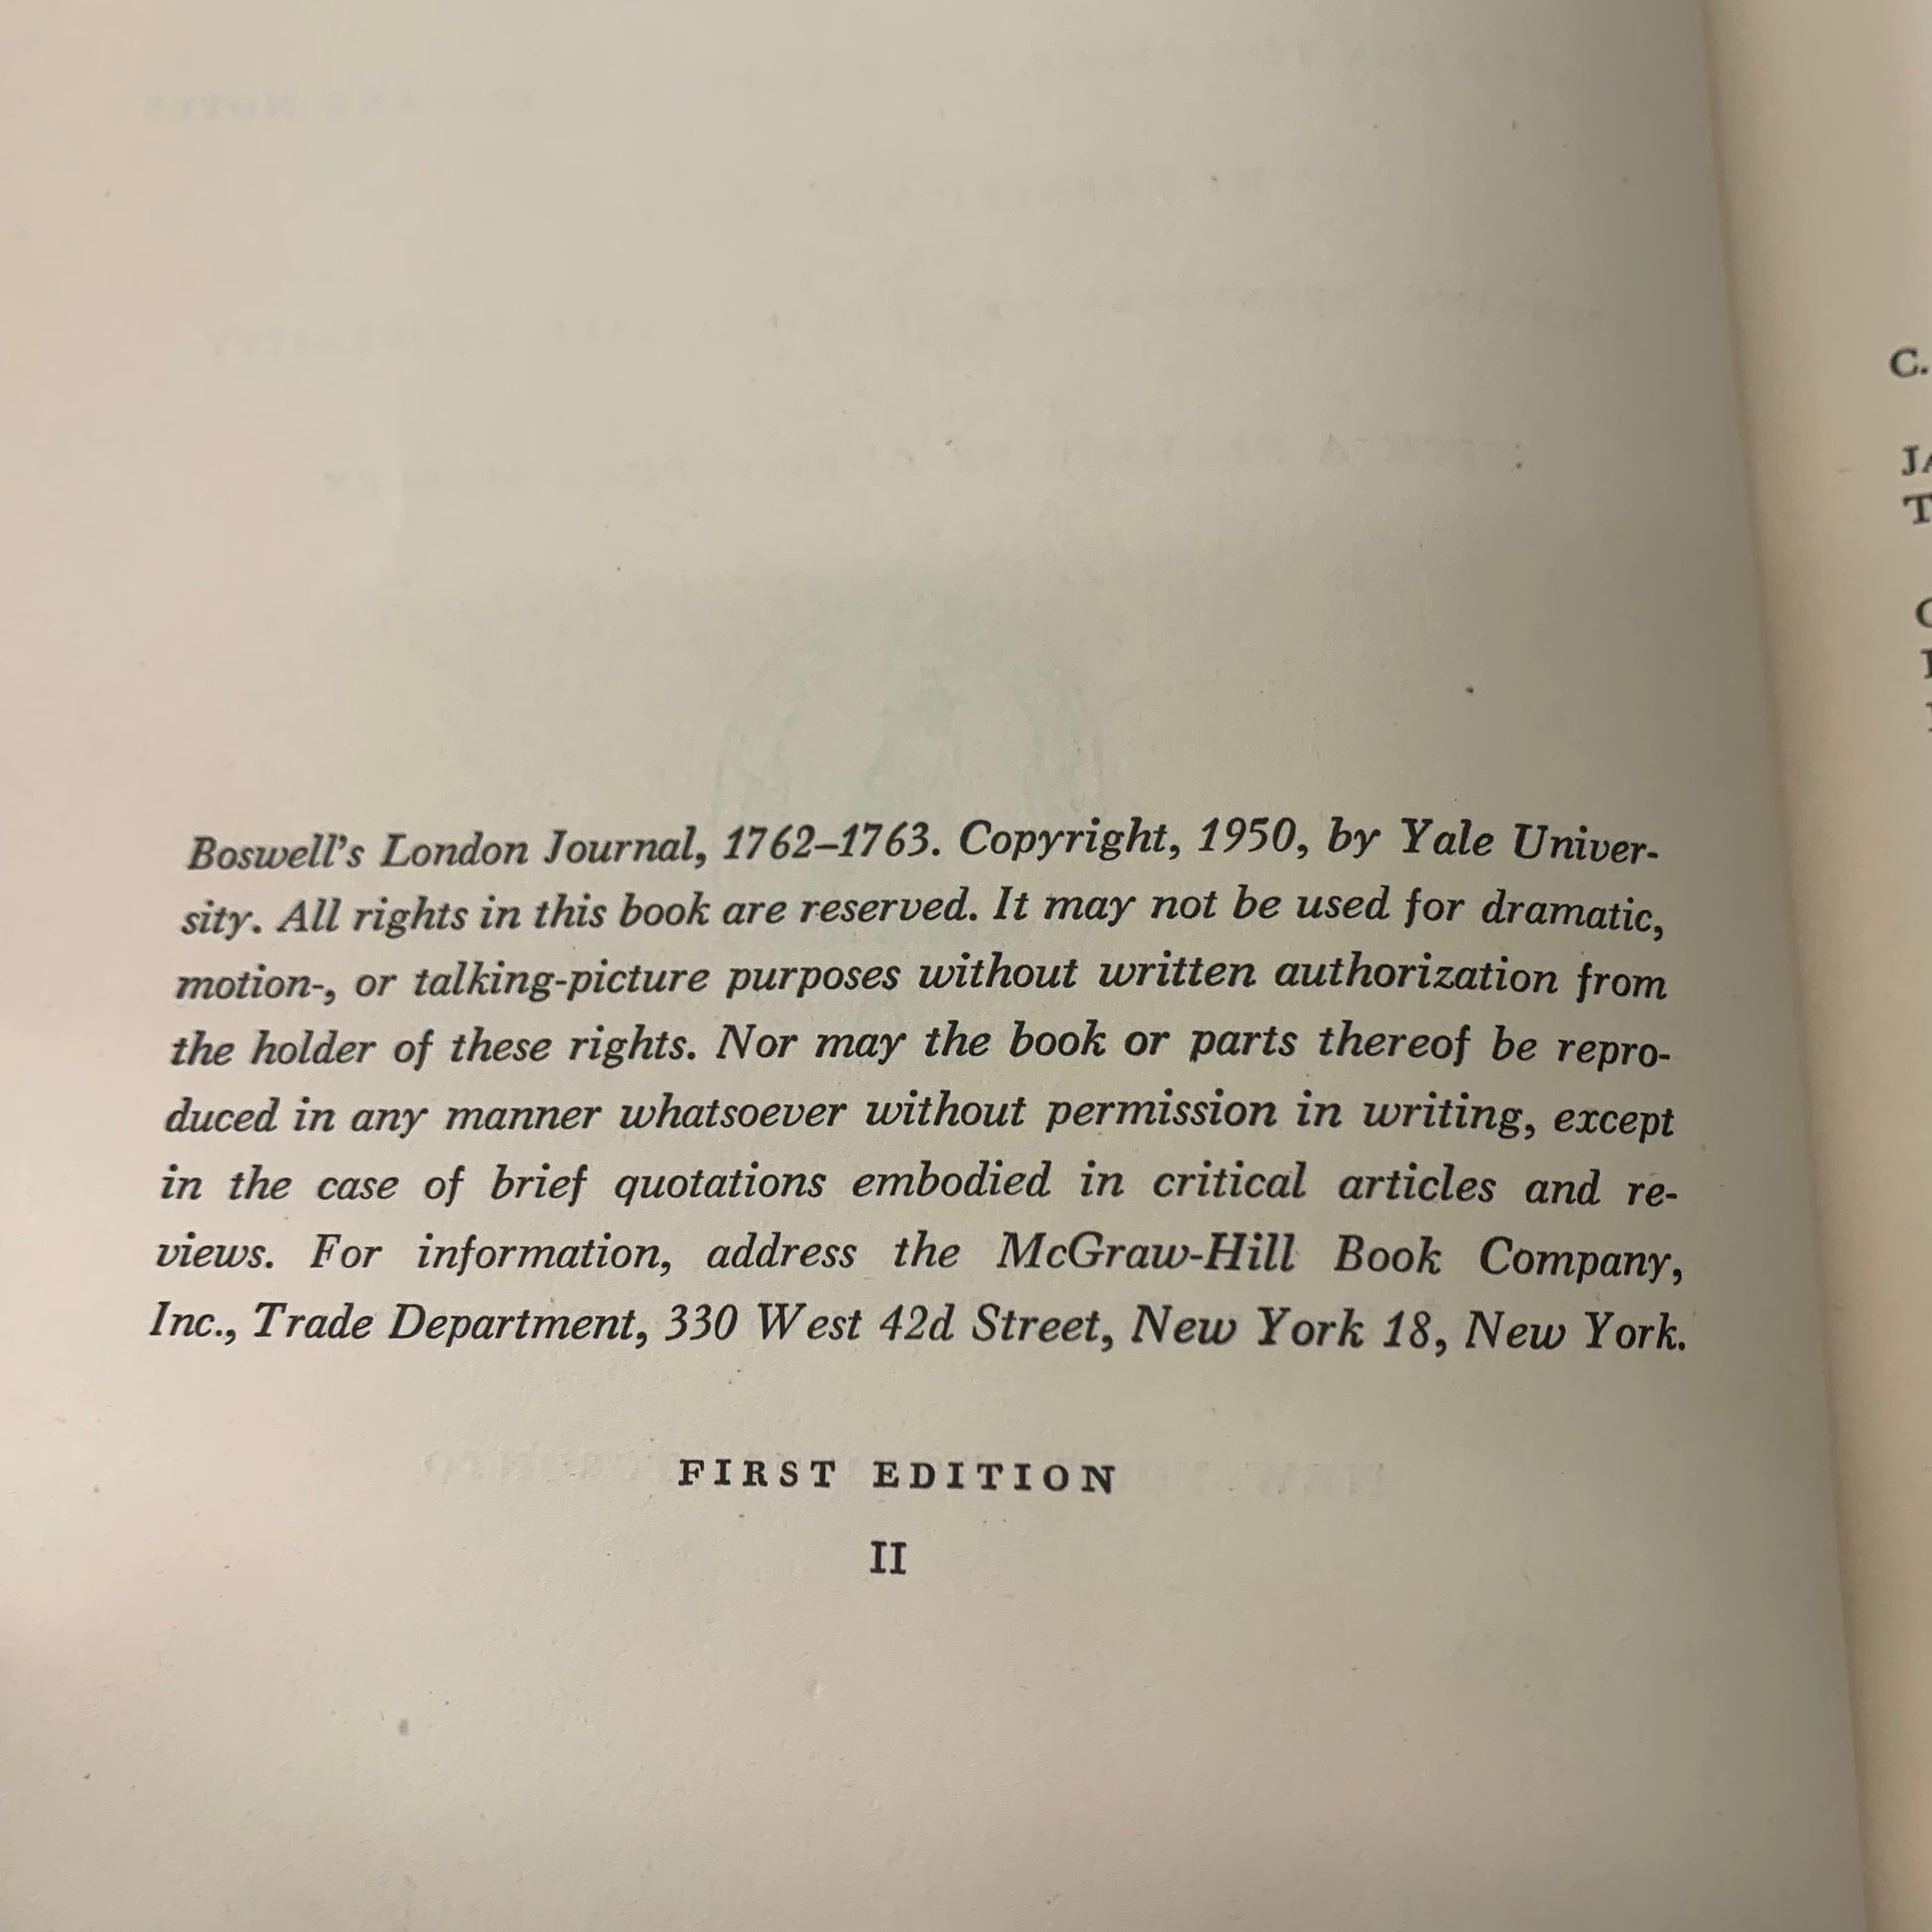 Boswell's London Journal, 1762–1763. Copyright, 1950, by Yale Univer-
sity. All rights in this book are reserved. It may not be used for dramatic,
motion-, or talking-picture purposes without written authorization from
the holder of these rights. Nor may the book or parts thereof be repro-
duced in any manner whatsoever without permission in writing, except
in the case of brief quotations embodied in critical articles and re-
views. For information, address the McGraw-Hill Book Company,
Inc., Trade Department, 330 West 42d Street, New York 18, New York.
FIRST EDITION
II
C.
JA
T